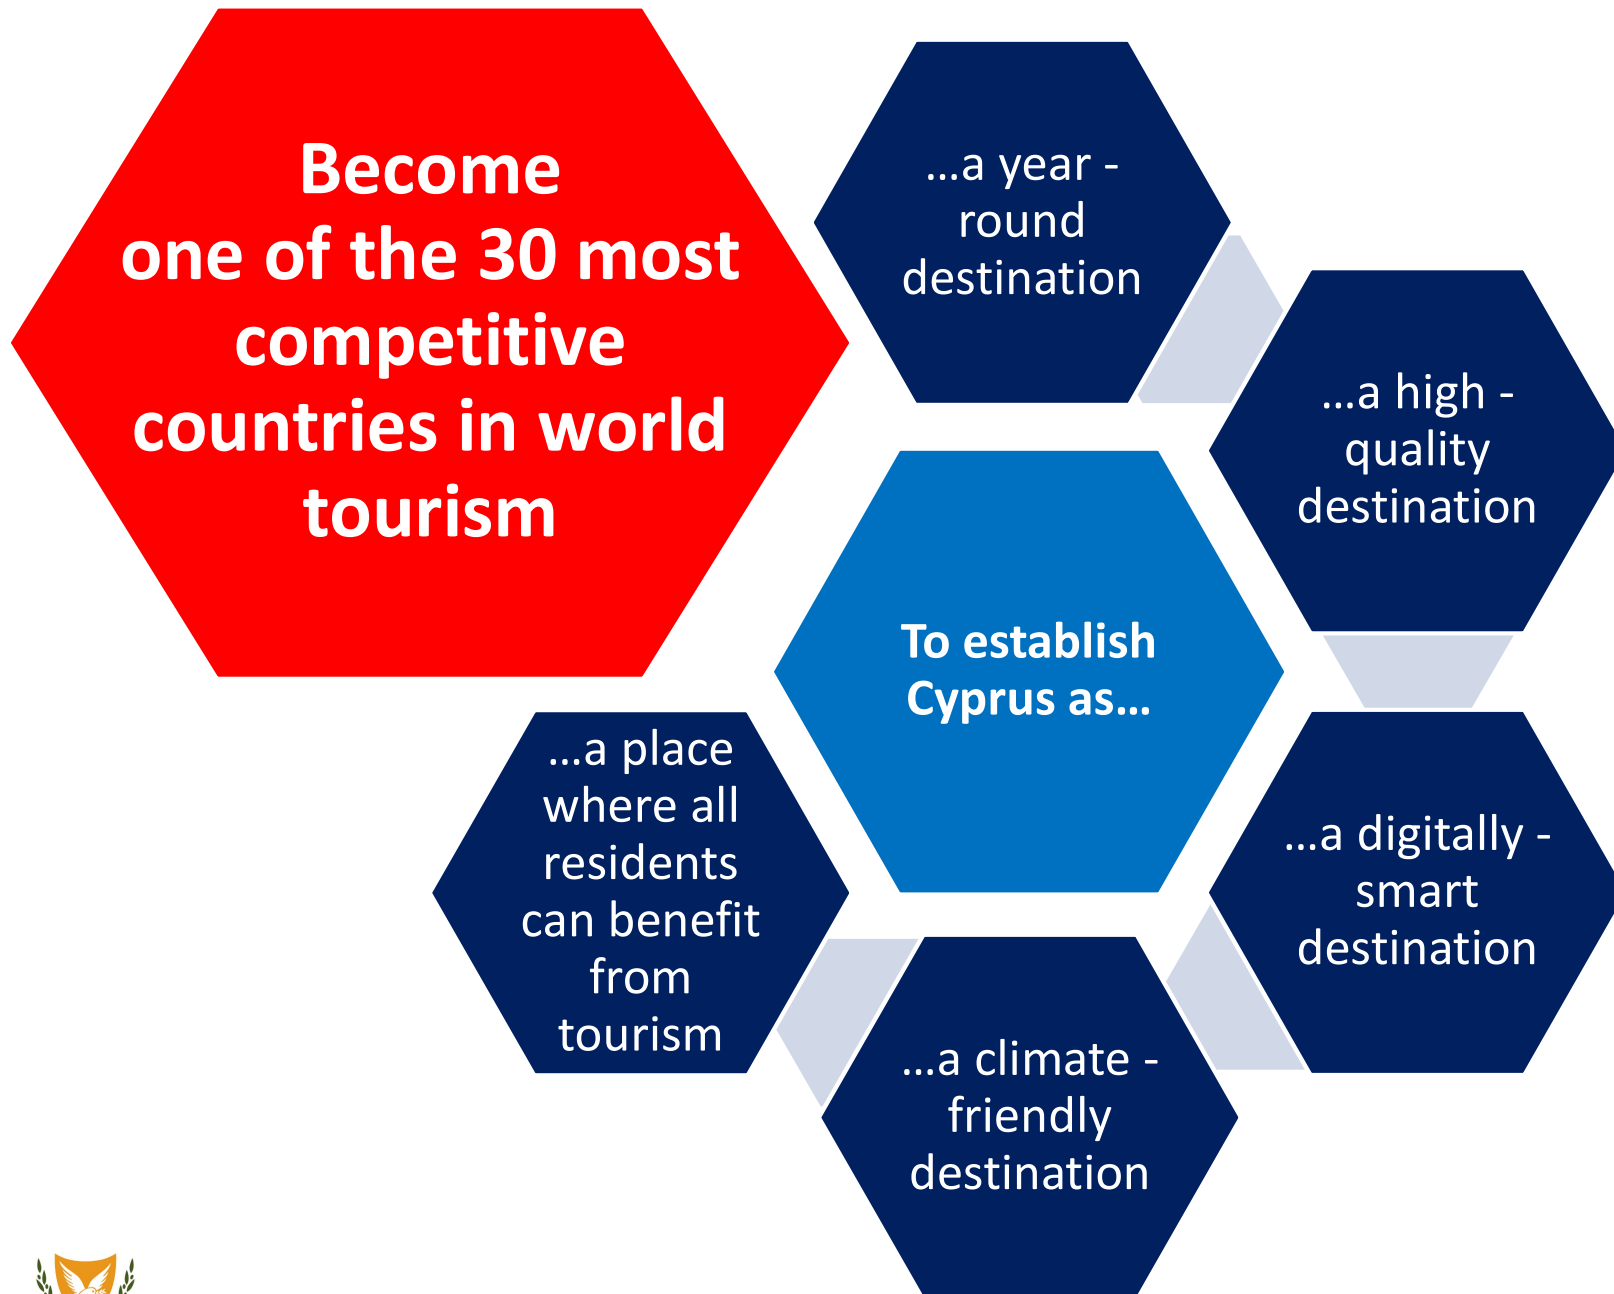 Become
one of the 30 most
competitive
countries in world
tourism
…a year -
round
destination
…a high -
quality
destination
To establish
Cyprus as…
…a digitally -
smart
destination
…a climate -
friendly
destination
…a place
where all
residents
can benefit
from
tourism